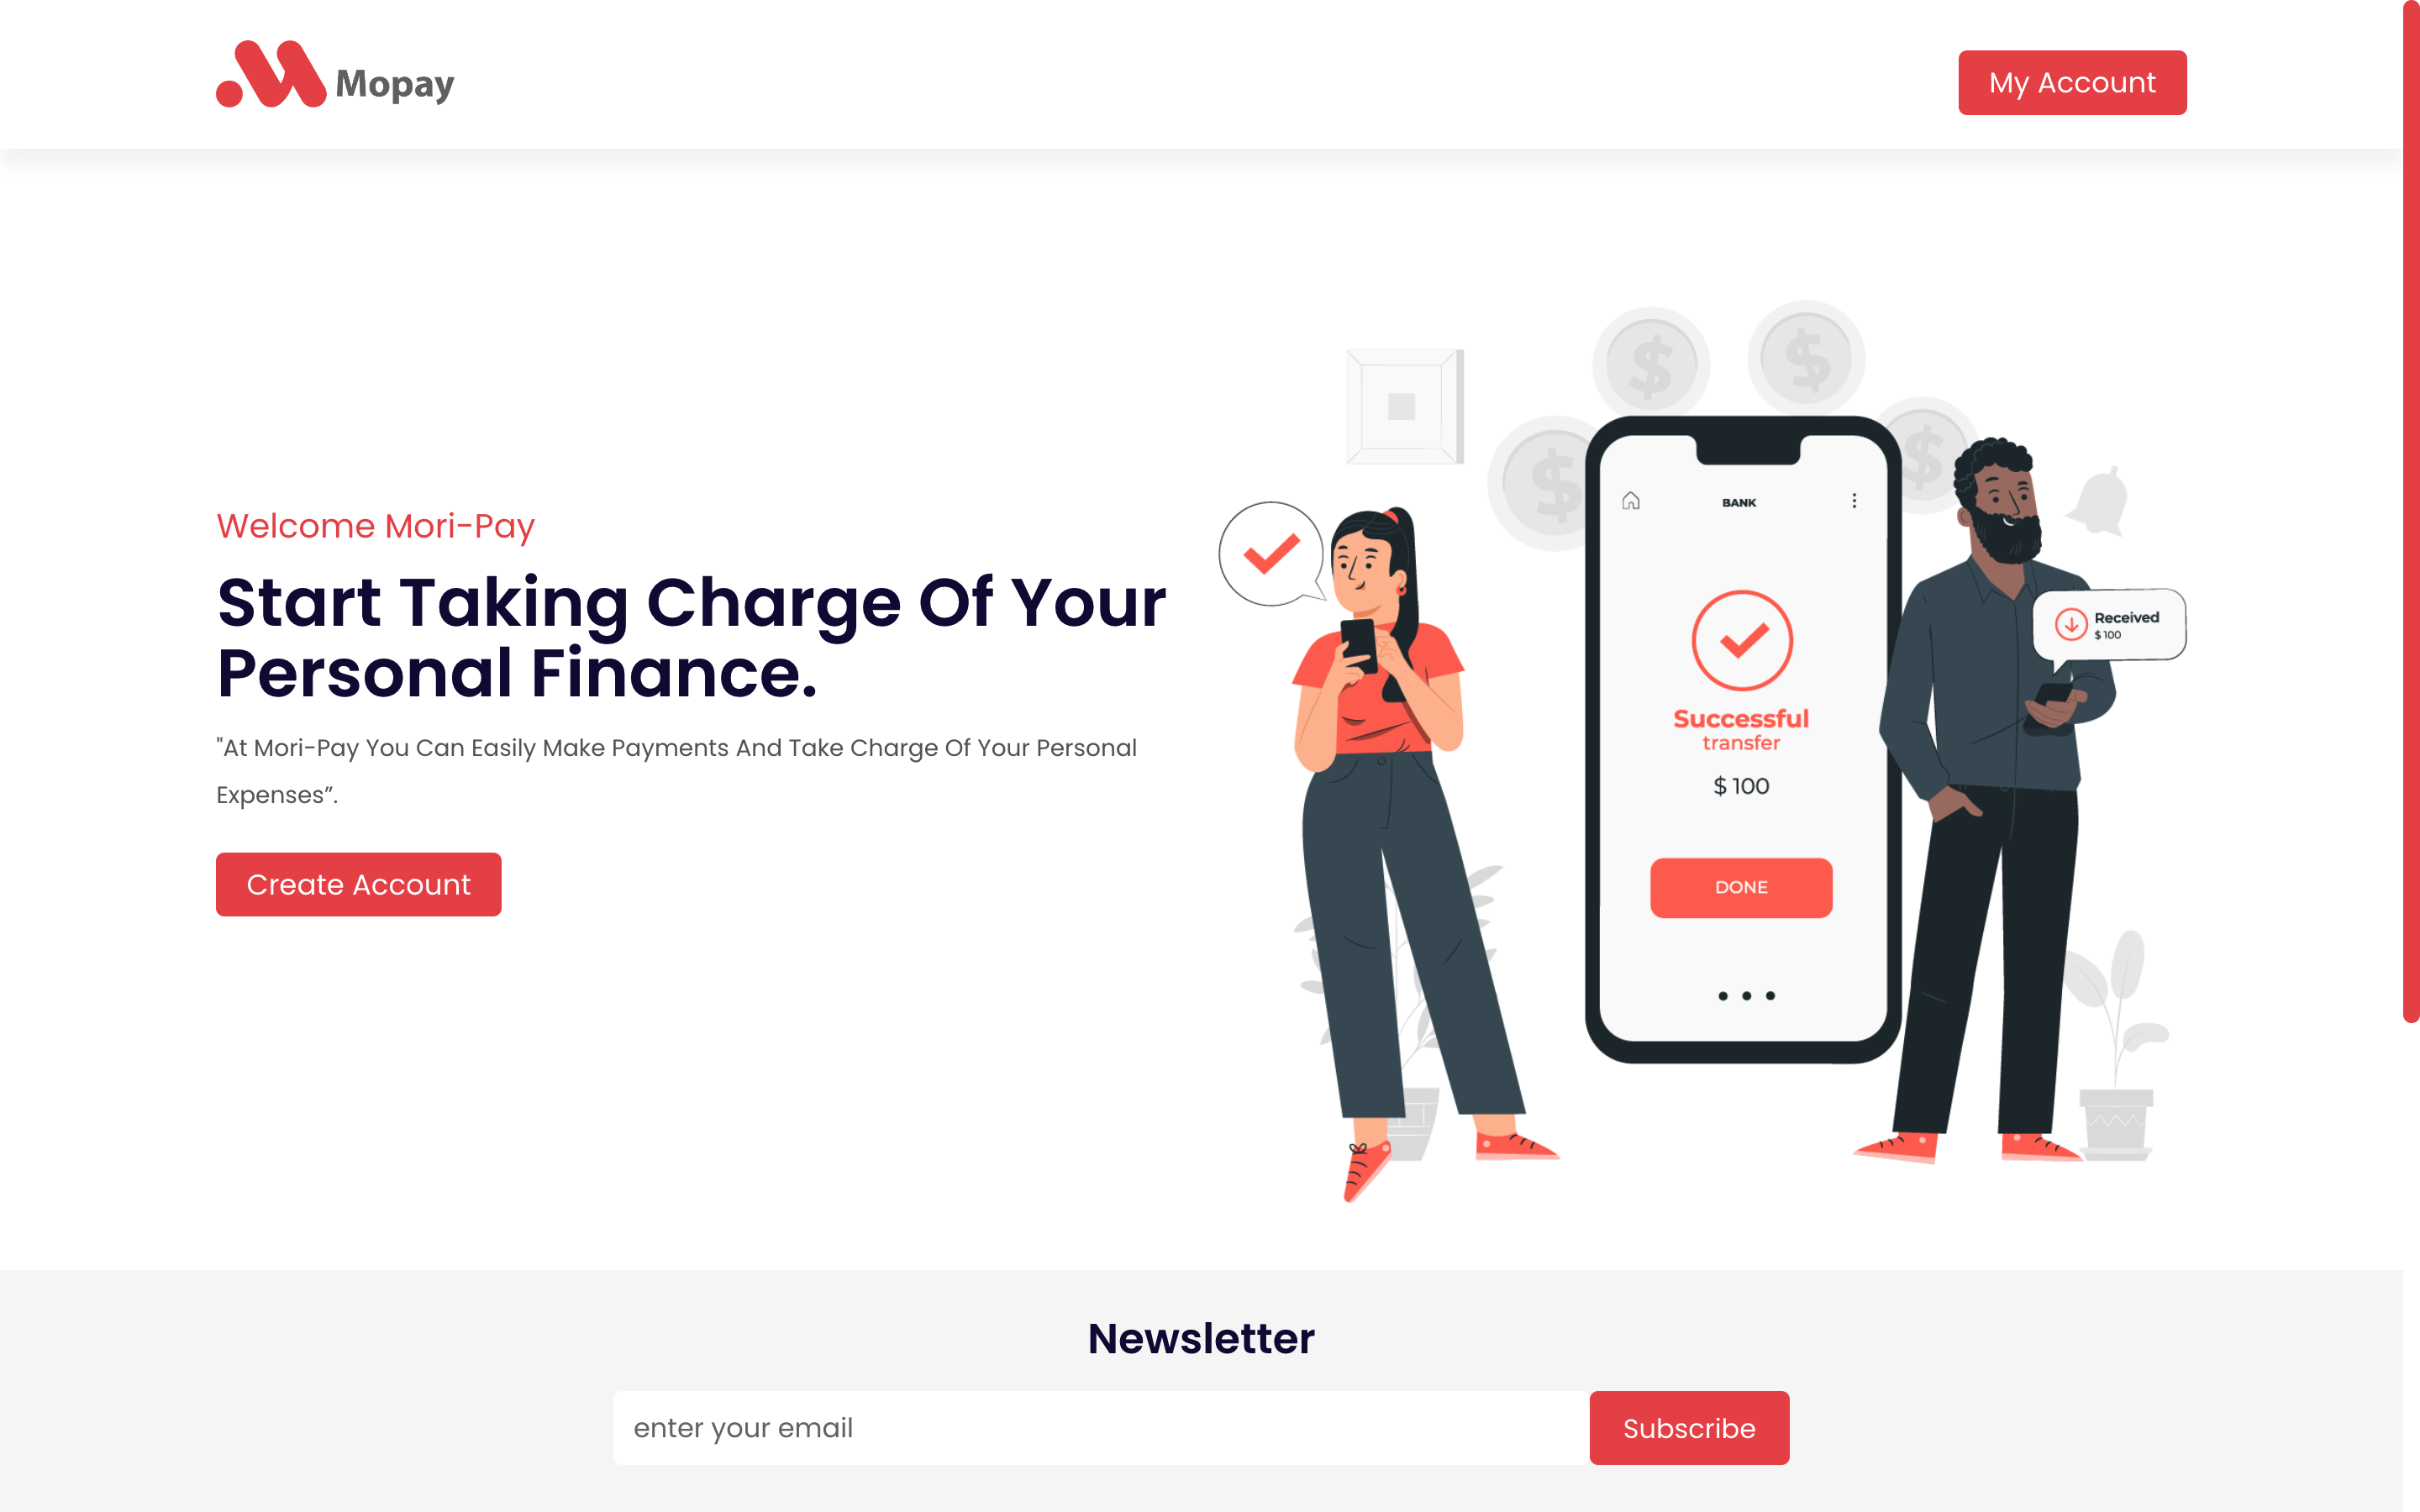 Mopay
My Account
Welcome Mori-Pay
Start Taking Charge Of Your
Personal Finance.
"At Mori-Pay You Can Easily Make Payments And Take Charge Of Your Personal
Expenses”.
Create Account
BANK
Successful
transfer
$ 100
DONE
Received
$ 100
Newsletter
enter your email
Subscribe